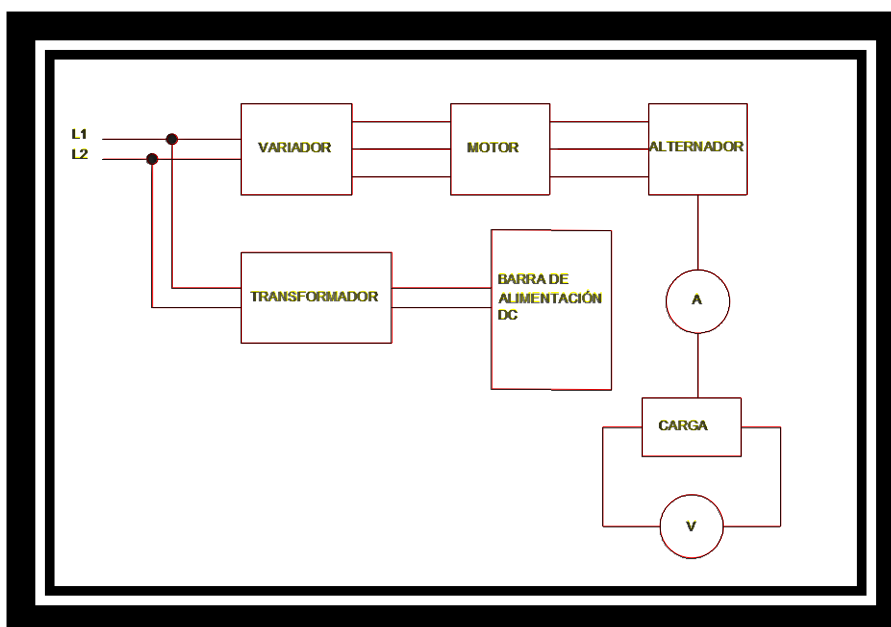 L1
L2
VARIADOR
MOTOR
ALTERNADOR
TRANSFORMADOR
BARRA DE
ALIMENTACIÓN
DC
A
CARGA
V